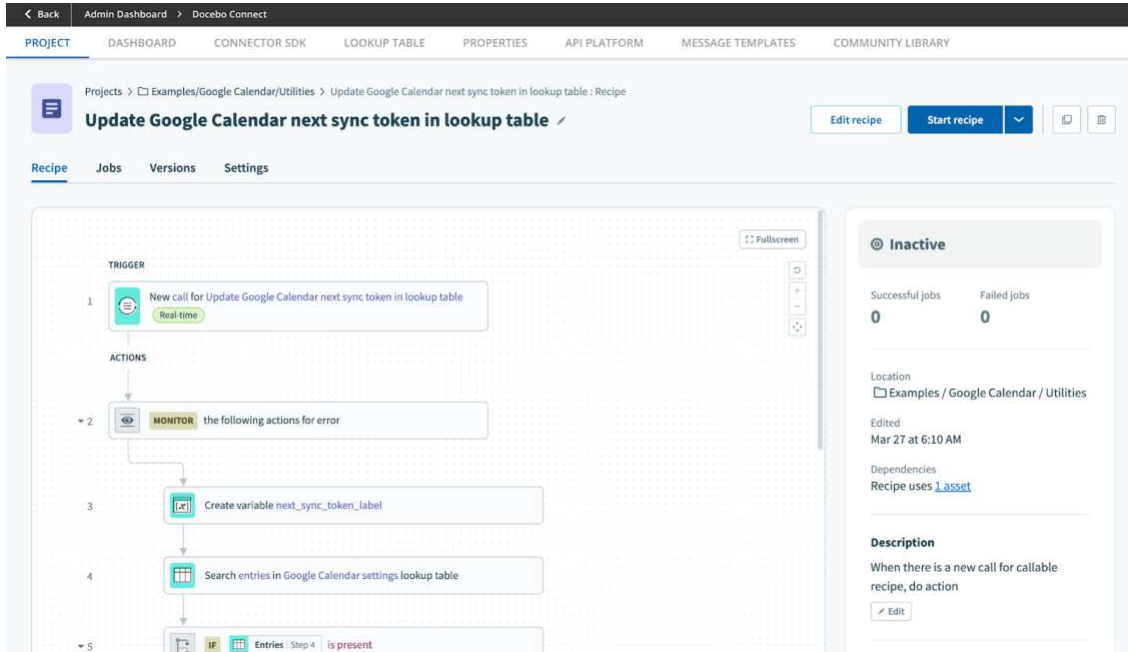 Back Admin Dashboard > Docebo Connect
PROJECT DASHBOARD CONNECTOR SDK LOOKUP TABLE PROPERTIES API PLATFORM MESSAGE TEMPLATES COMMUNITY LIBRARY
Projects > Examples/Google Calendar/Utilities > Update Google Calendar next sync token in lookup table : Recipe
Update Google Calendar next sync token in lookup table
Edit recipe Start recipe
Recipe Jobs Versions Settings
Fullscreen
TRIGGER
1 New call for Update Google Calendar next sync token in lookup table
Real-time
ACTIONS
2 MONITOR the following actions for error
3 Create variable next_sync_token_label
4 Search entries in Google Calendar settings lookup table
5 IF Entries Step 4 is present
Inactive
Successful jobs Failed jobs
0 0
Location
Examples / Google Calendar / Utilities
Edited
Mar 27 at 6:10 AM
Dependencies
Recipe uses 1 asset
Description
When there is a new call for callable
recipe, do action
Edit